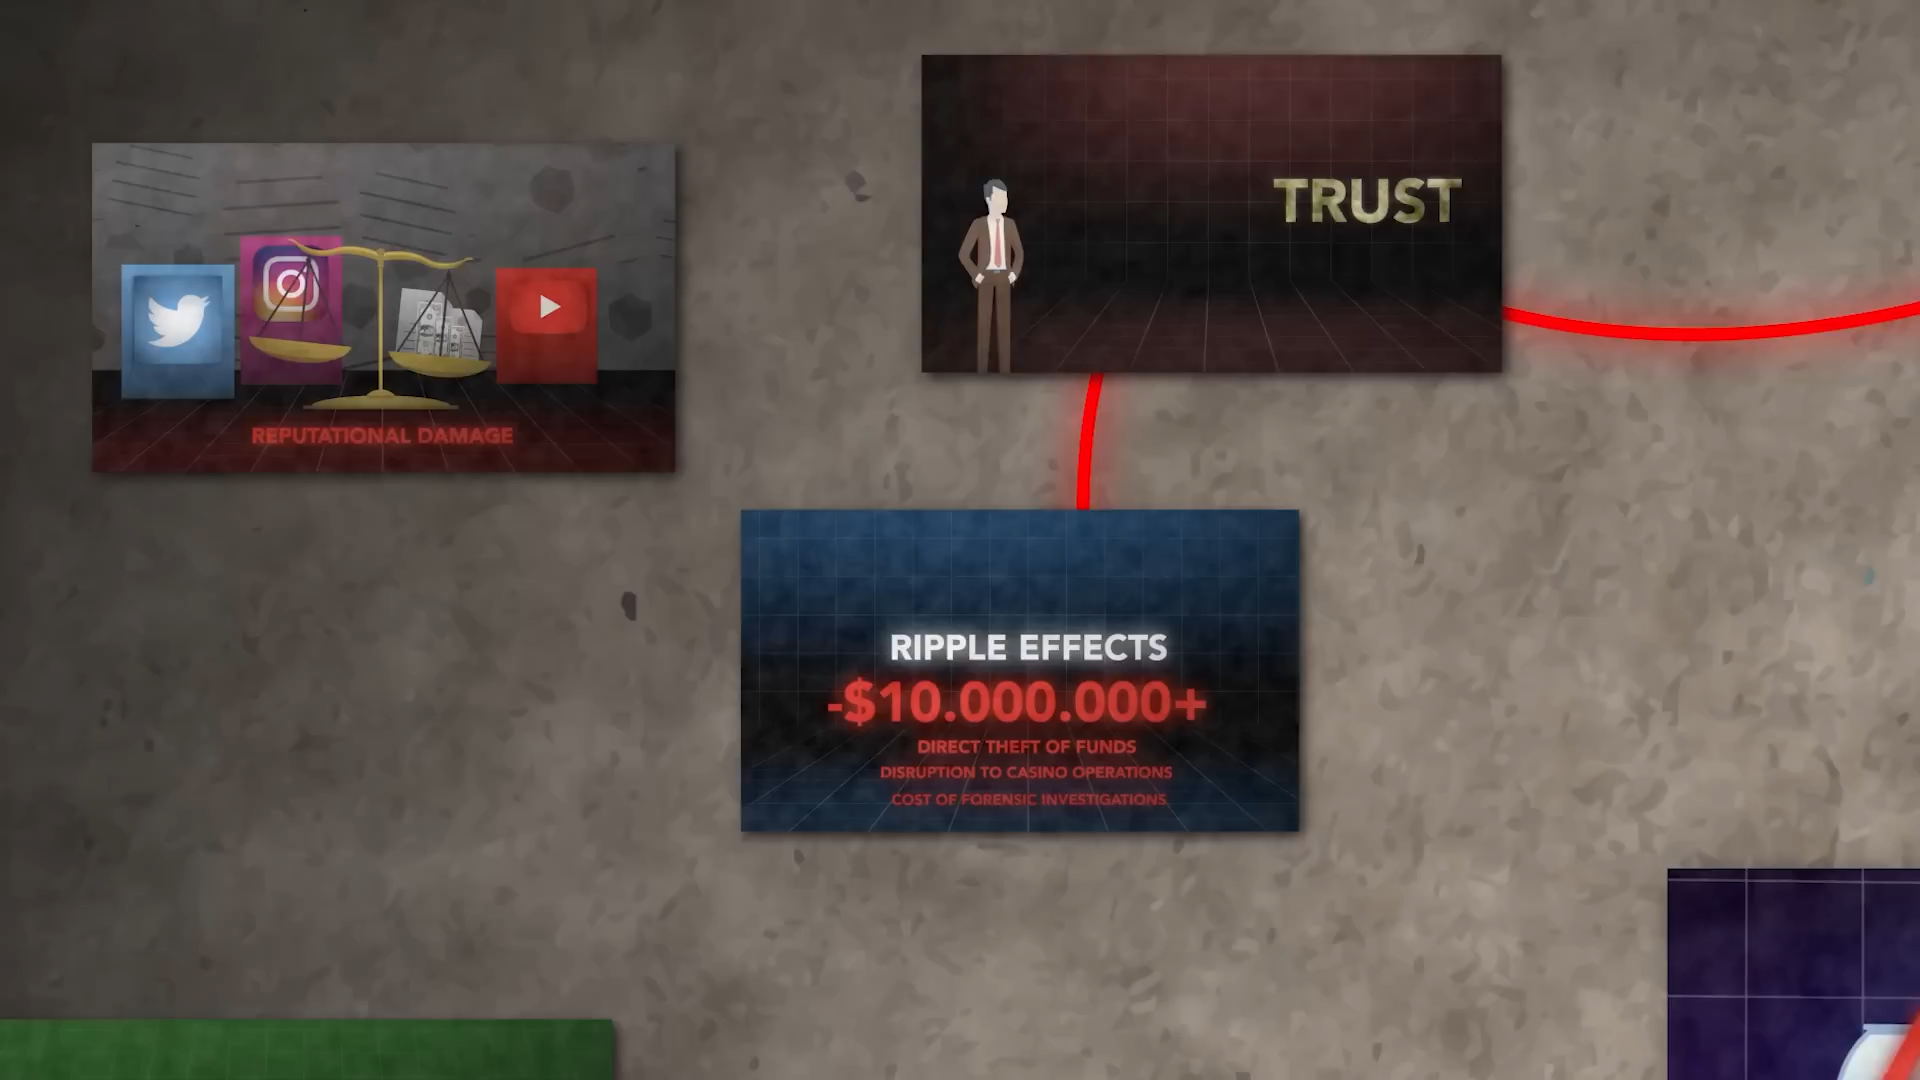 TRUST
REPUTATIONAL DAMAGE
RIPPLE EFFECTS
-$10.000.000+
DIRECT THEFT OF FUNDS
DISRUPTION TO CASINO OPERATIONS
COST OF FORENSIC INVESTIGATIONS